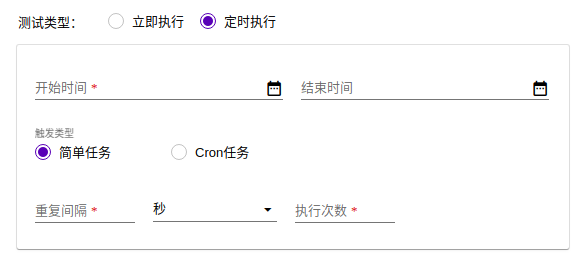 测试类型： 立即执行 定时执行
开始时间 * 结束时间
触发类型
简单任务 Cron任务
重复间隔 * 秒 执行次数 *